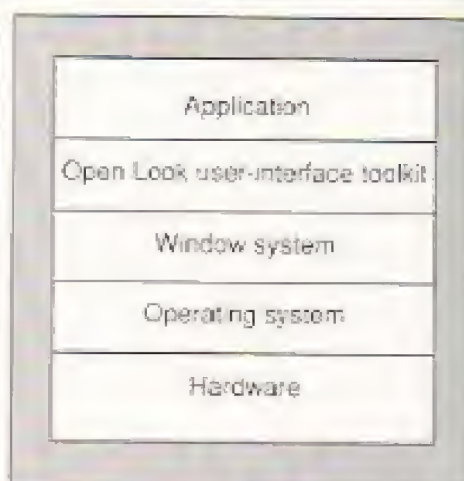 Application
Open Look user-interface toolkit
Window system
Operating system
Hardware